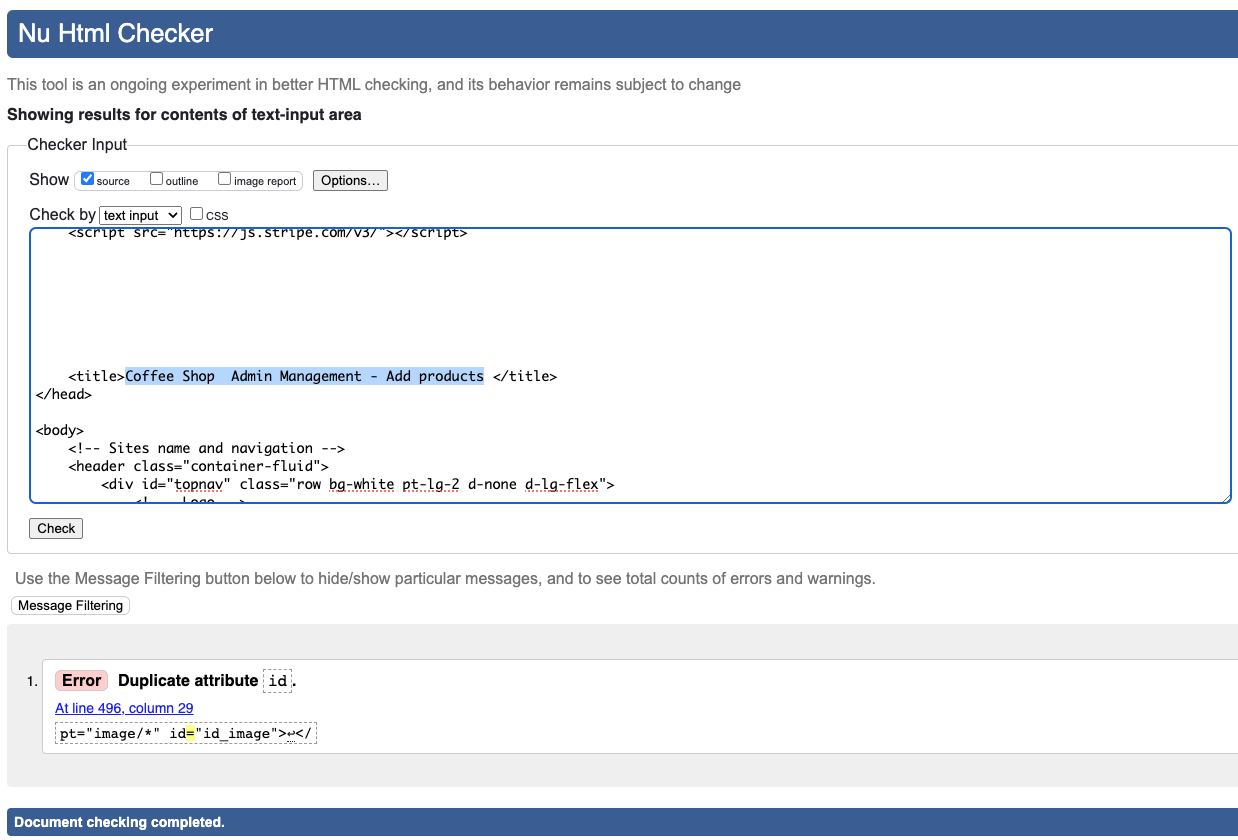 Nu Html Checker
This tool is an ongoing experiment in better HTML checking, and its behavior remains subject to change
Showing results for contents of text-input area
Checker Input
Show source outline image report Options...
Check by text input css
<script src="https://js.stripe.com/v3/"></script>
<title>Coffee Shop  Admin Management - Add products </title>
</head>
<body>
<!-- Sites name and navigation -->
<header class="container-fluid">
<div id="topnav" class="row bg-white pt-lg-2 d-none d-lg-flex">
<!-- Logo -->
Check
Use the Message Filtering button below to hide/show particular messages, and to see total counts of errors and warnings.
Message Filtering
1. Error Duplicate attribute id.
At line 496, column 29
pt="image/*" id="id_image">↩</
Document checking completed.